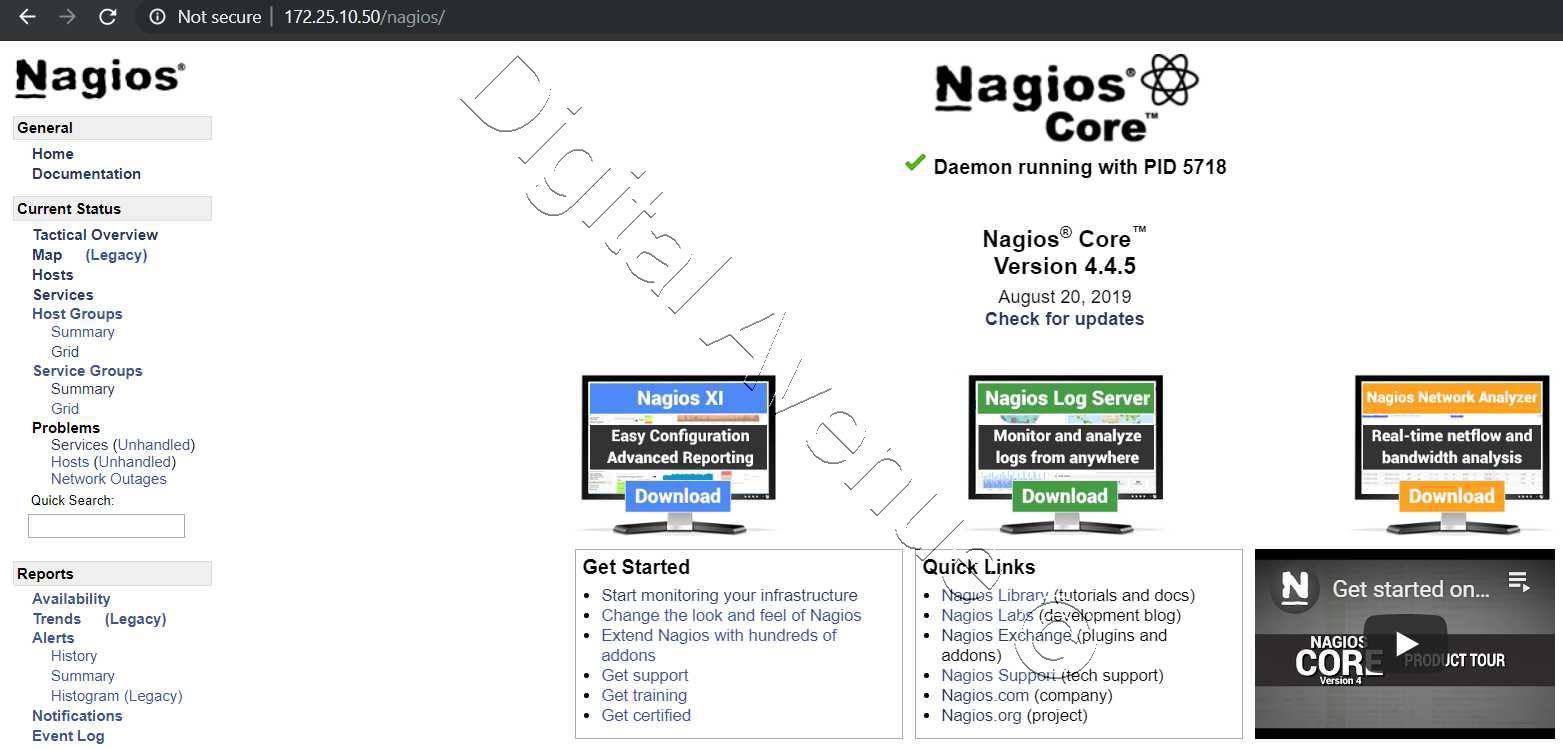 Not secure | 172.25.10.50/nagios/
Nagios®
General
Home
Documentation
Current Status
Tactical Overview
Map (Legacy)
Hosts
Services
Host Groups
Summary
Grid
Service Groups
Summary
Grid
Problems
Services (Unhandled)
Hosts (Unhandled)
Network Outages
Quick Search:
Reports
Availability
Trends (Legacy)
Alerts
History
Summary
Histogram (Legacy)
Notifications
Event Log
Nagios®
Core™
Daemon running with PID 5718
Nagios® Core™
Version 4.4.5
August 20, 2019
Check for updates
Nagios XI
Easy Configuration
Advanced Reporting
Download
Nagios Log Server
Monitor and analyze
logs from anywhere
Download
Nagios Network Analyzer
Real-time netflow and
bandwidth analysis
Download
Get Started
Start monitoring your infrastructure
Change the look and feel of Nagios
Extend Nagios with hundreds of
addons
Get support
Get training
Get certified
Quick Links
Nagios Library (tutorials and docs)
Nagios Labs (development blog)
Nagios Exchange (plugins and
addons)
Nagios Support (tech support)
Nagios.com (company)
Nagios.org (project)
N Get started on...
NAGIOS
CORE PRODUCT TOUR
Version 4
Digital Avenue ©